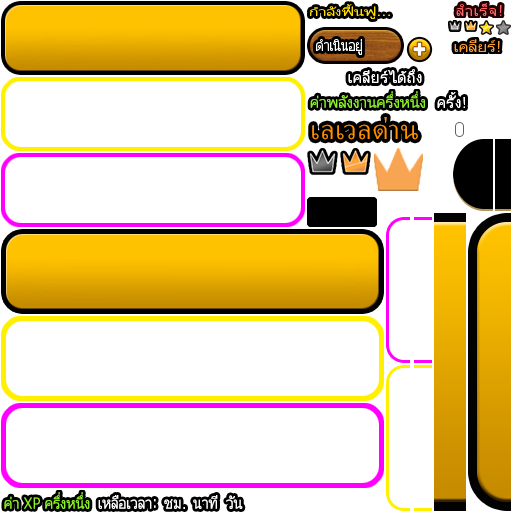 กำลังฟื้นฟู...
สำเร็จ!
ดำเนินอยู่
เคลียร์!
เคลียร์ได้ถึง
ค่าพลังงานครึ่งหนึ่ง ครั้ง!
เลเวลด่าน
0
ค่า XP ครึ่งหนึ่ง เหลือเวลา: ชม. นาที วัน